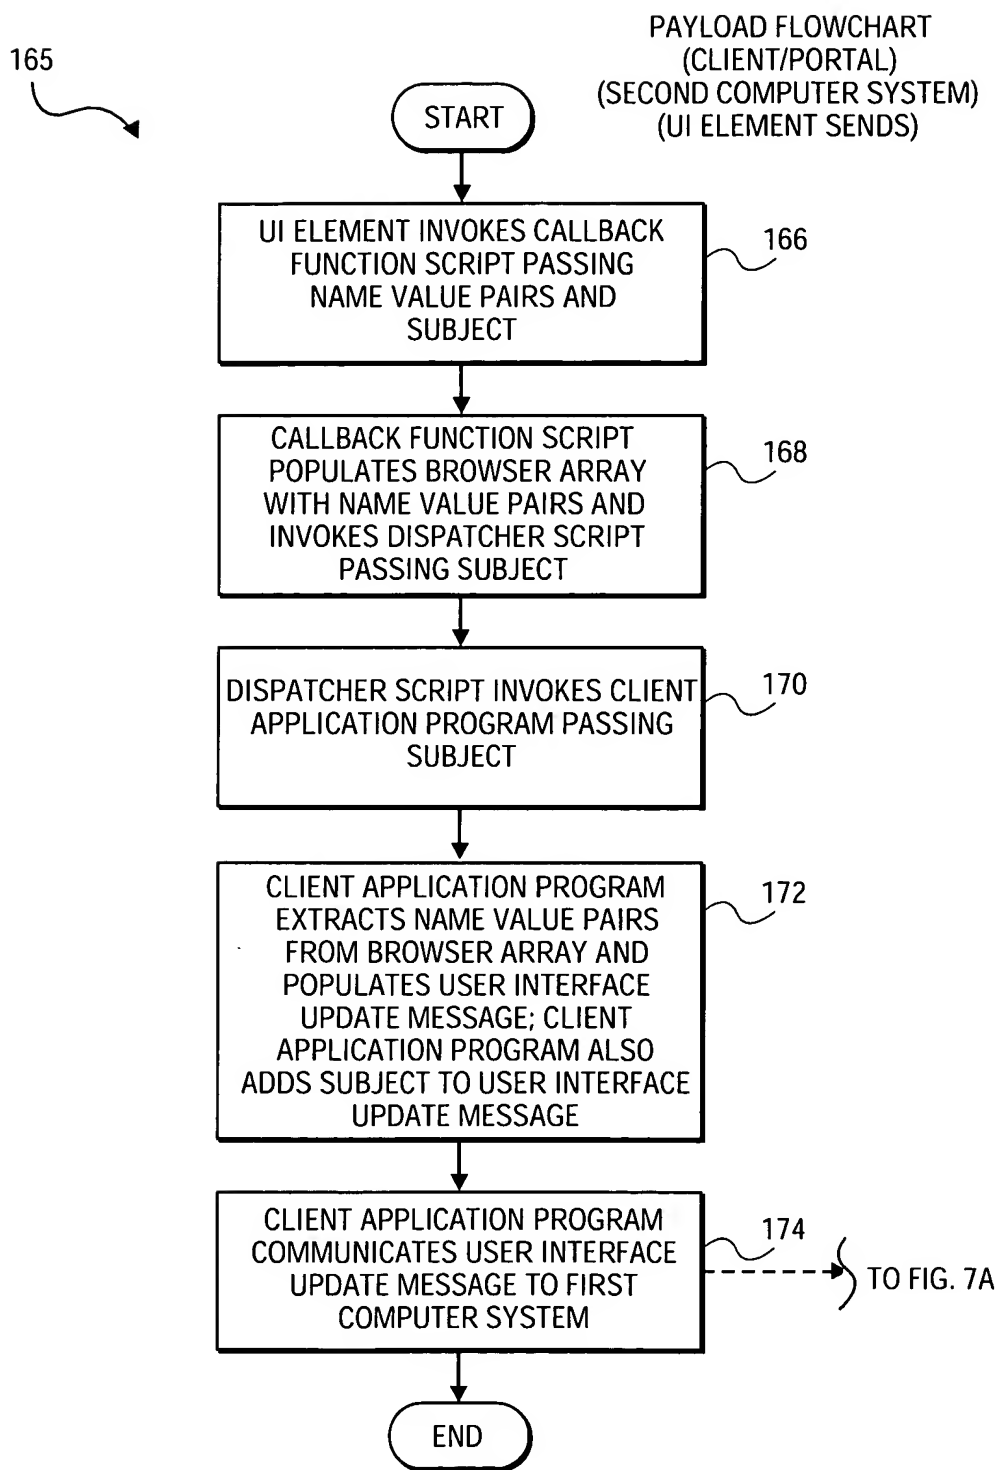 165
PAYLOAD FLOWCHART
(CLIENT/PORTAL)
(SECOND COMPUTER SYSTEM)
(UI ELEMENT SENDS)
START
UI ELEMENT INVOKES CALLBACK
FUNCTION SCRIPT PASSING
NAME VALUE PAIRS AND
SUBJECT
166
CALLBACK FUNCTION SCRIPT
POPULATES BROWSER ARRAY
WITH NAME VALUE PAIRS AND
INVOKES DISPATCHER SCRIPT
PASSING SUBJECT
168
DISPATCHER SCRIPT INVOKES CLIENT
APPLICATION PROGRAM PASSING
SUBJECT
170
CLIENT APPLICATION PROGRAM
EXTRACTS NAME VALUE PAIRS
FROM BROWSER ARRAY AND
POPULATES USER INTERFACE
UPDATE MESSAGE; CLIENT
APPLICATION PROGRAM ALSO
ADDS SUBJECT TO USER INTERFACE
UPDATE MESSAGE
172
CLIENT APPLICATION PROGRAM
COMMUNICATES USER INTERFACE
UPDATE MESSAGE TO FIRST
COMPUTER SYSTEM
174
TO FIG. 7A
END